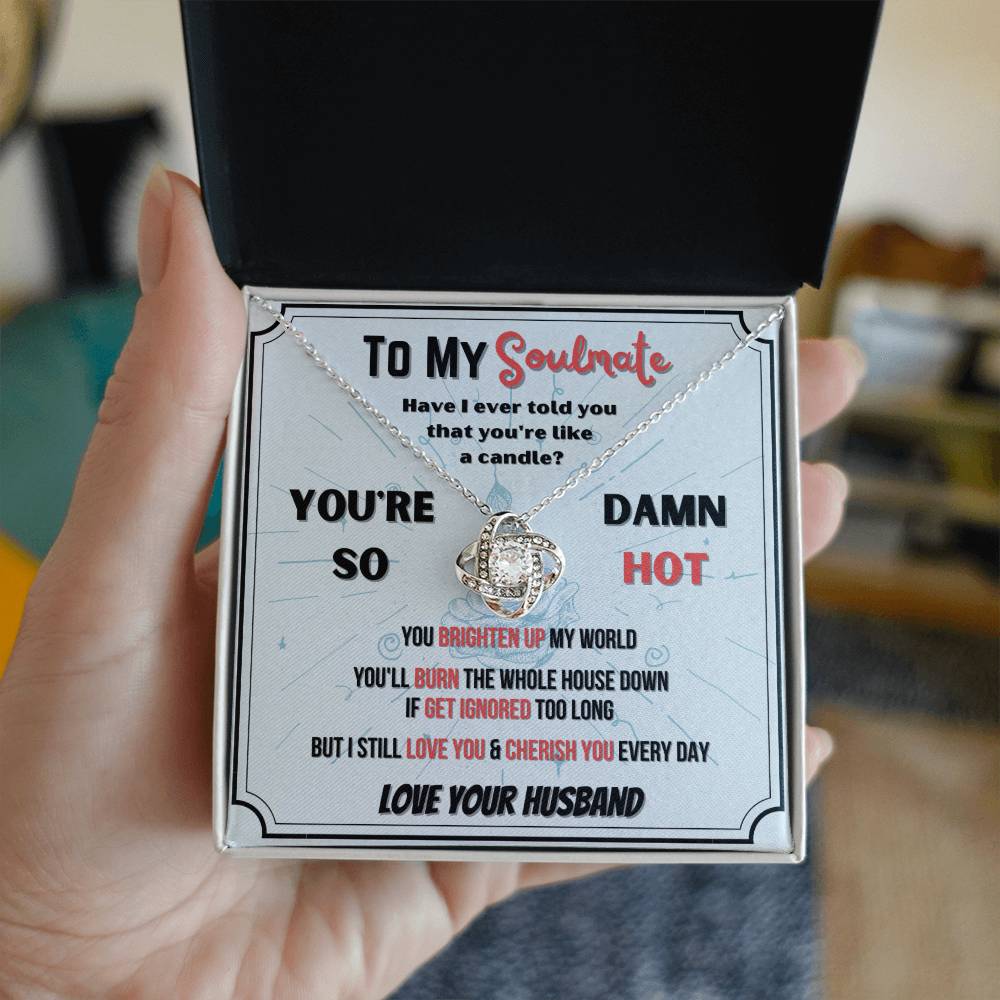 TO MY Soulmate
Have I ever told you
that you're like
a candle?
YOU'RE
SO
DAMN
HOT
YOU BRIGHTEN UP MY WORLD
YOU'LL BURN THE WHOLE HOUSE DOWN
IF GET IGNORED TOO LONG
BUT I STILL LOVE YOU & CHERISH YOU EVERY DAY
LOVE YOUR HUSBAND